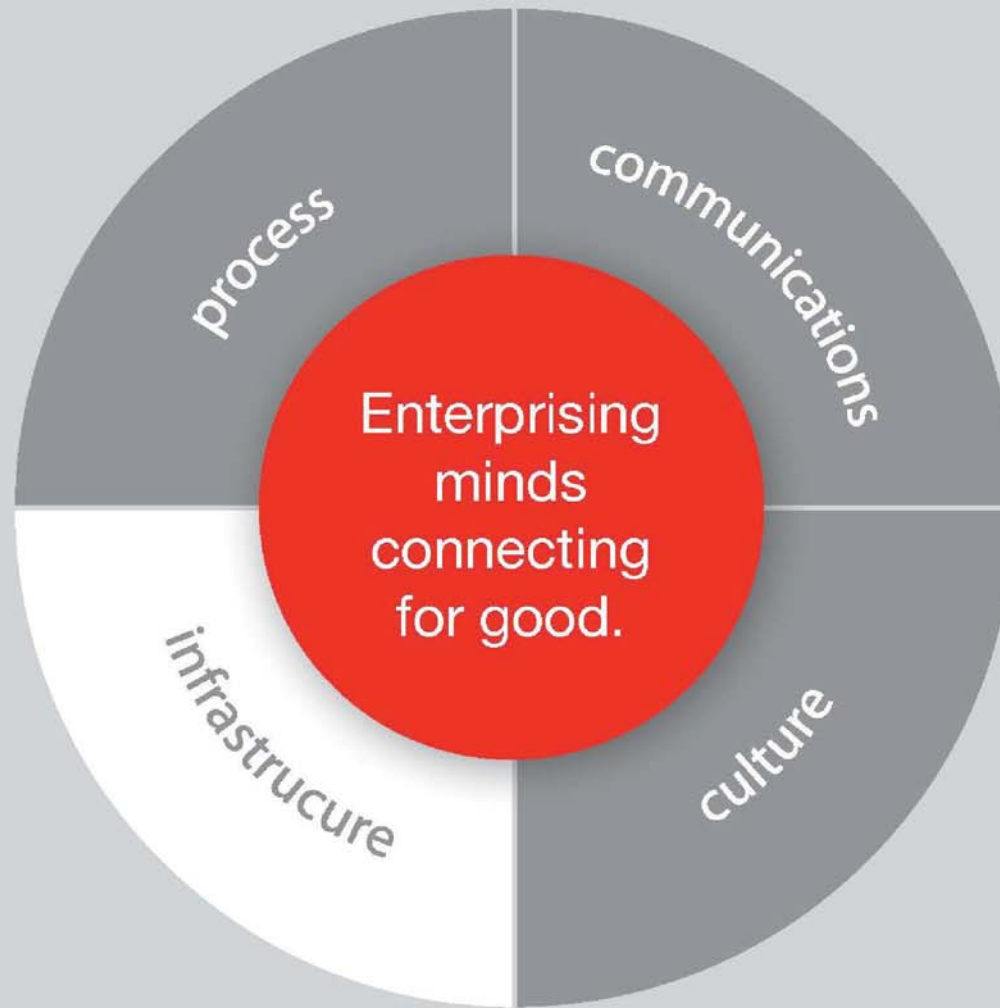 process
communications
Enterprising
minds
connecting
for good.
infrastrucure
culture